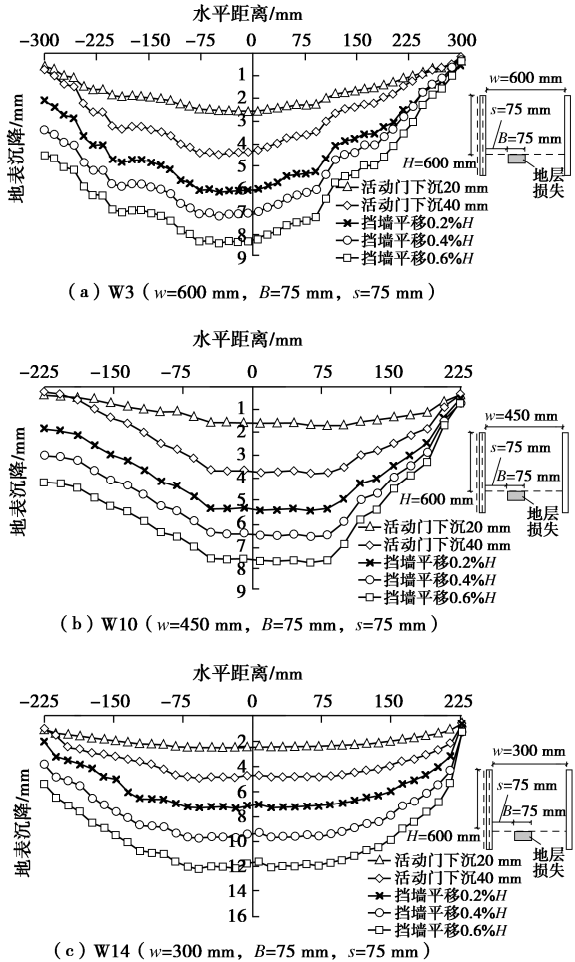 水平距离/mm
-300 -225 -150 -75 0 75 150 225 300
地表沉降/mm
1
2
3
4
5
6
7
8
9
活动门下沉20 mm
活动门下沉40 mm
挡墙平移0.2%H
挡墙平移0.4%H
挡墙平移0.6%H
w=600 mm
s=75 mm
B=75 mm
H=600 mm
地层
损失
(a) W3(w=600 mm, B=75 mm, s=75 mm)
水平距离/mm
-225 -150 -75 0 75 150 225
地表沉降/mm
1
2
3
4
5
6
7
8
9
活动门下沉20 mm
活动门下沉40 mm
挡墙平移0.2%H
挡墙平移0.4%H
挡墙平移0.6%H
w=450 mm
s=75 mm
B=75 mm
H=600 mm
地层
损失
(b) W10(w=450 mm, B=75 mm, s=75 mm)
水平距离/mm
-225 -150 -75 0 75 150 225
地表沉降/mm
2
4
6
8
10
12
14
16
活动门下沉20 mm
活动门下沉40 mm
挡墙平移0.2%H
挡墙平移0.4%H
挡墙平移0.6%H
w=300 mm
s=75 mm
B=75 mm
H=600 mm
地层
损失
(c) W14(w=300 mm, B=75 mm, s=75 mm)